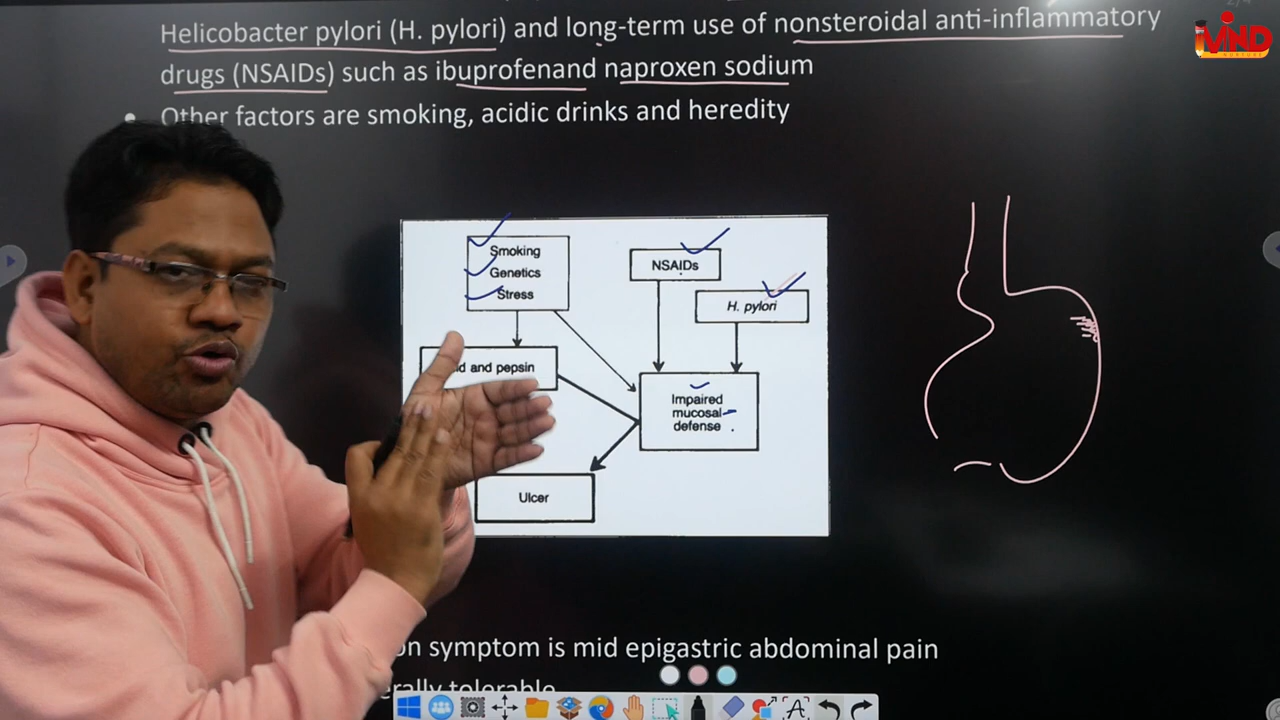 Helicobacter pylori (H. pylori) and long-term use of nonsteroidal anti-inflammatory
drugs (NSAIDs) such as ibuprofenand naproxen sodium
• Other factors are smoking, acidic drinks and heredity
MIND
Smoking
Genetics
Stress
NSAIDs
H. pylori
and pepsin
Impaired
mucosal
defense
Ulcer
symptom is mid epigastric abdominal pain
tolerable